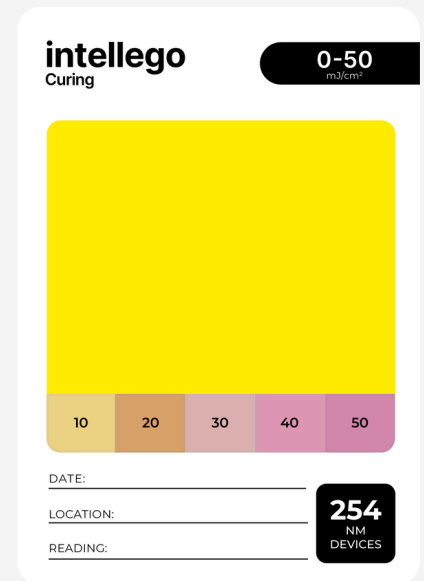 intellego
Curing
0-50
mJ/cm²
10 20 30 40 50
DATE:
LOCATION:
READING:
254
NM
DEVICES